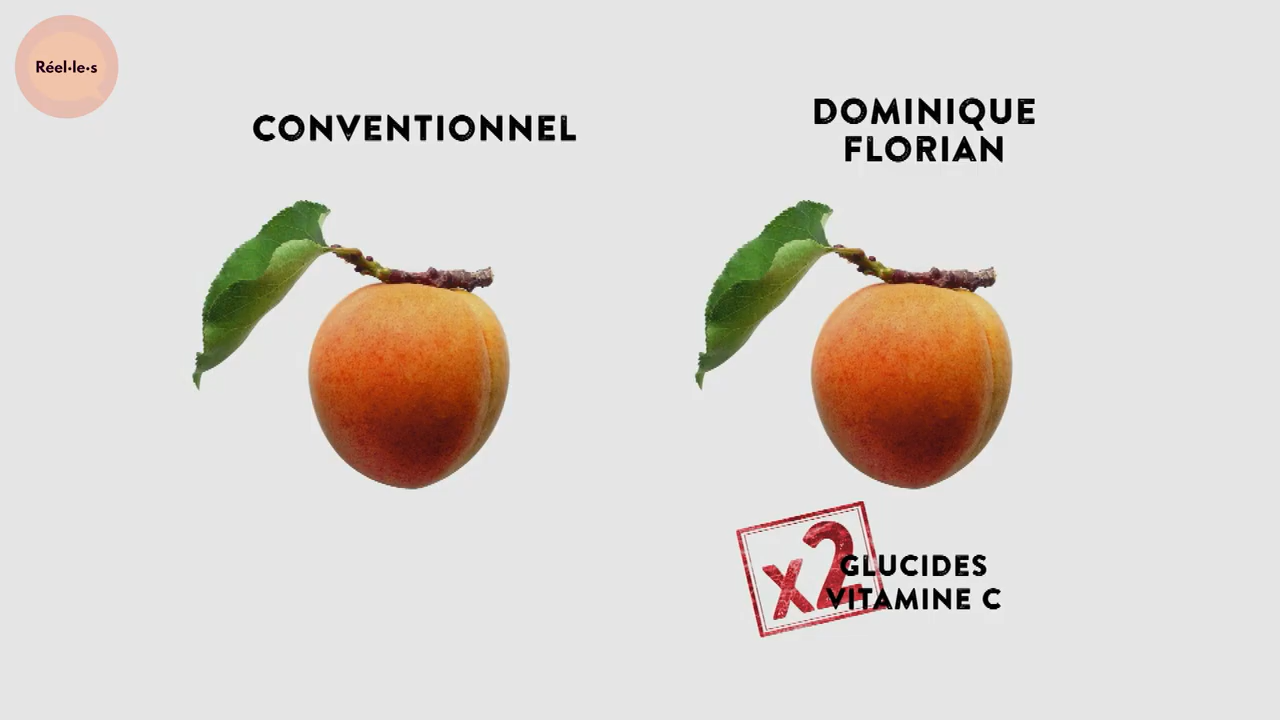 Réel·le·s
CONVENTIONNEL
DOMINIQUE
FLORIAN
x2
GLUCIDES
VITAMINE C